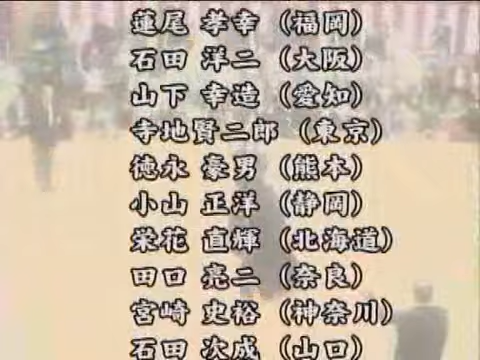 蓮尾 孝幸 (福岡)
石田 洋二 (大阪)
山下 幸造 (愛知)
寺地賢二郎 (東京)
徳永 豪男 (熊本)
小山 正洋 (静岡)
栄花 直輝 (北海道)
田口 亮二 (奈良)
宮崎 史裕 (神奈川)
石田 次成 (山口)